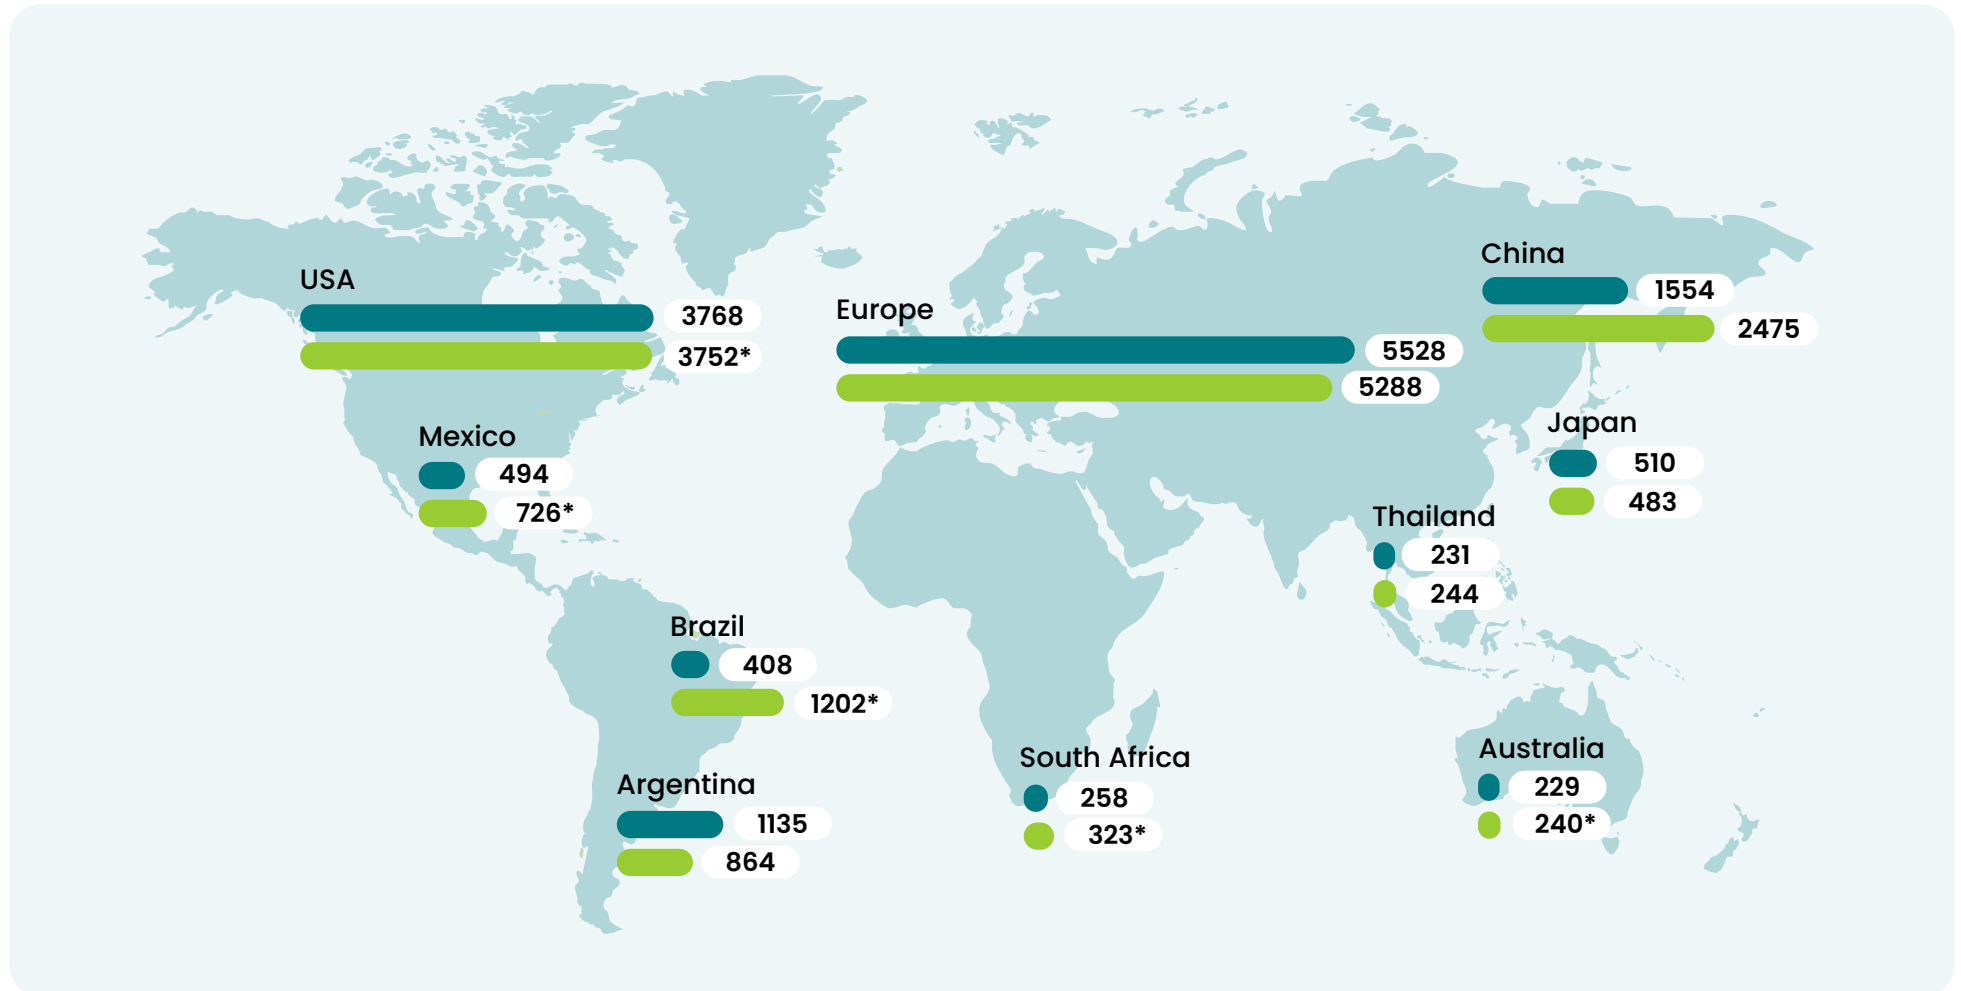 USA
3768
3752*
Mexico
494
726*
Brazil
408
1202*
Argentina
1135
864
Europe
5528
5288
South Africa
258
323*
China
1554
2475
Japan
510
483
Thailand
231
244
Australia
229
240*